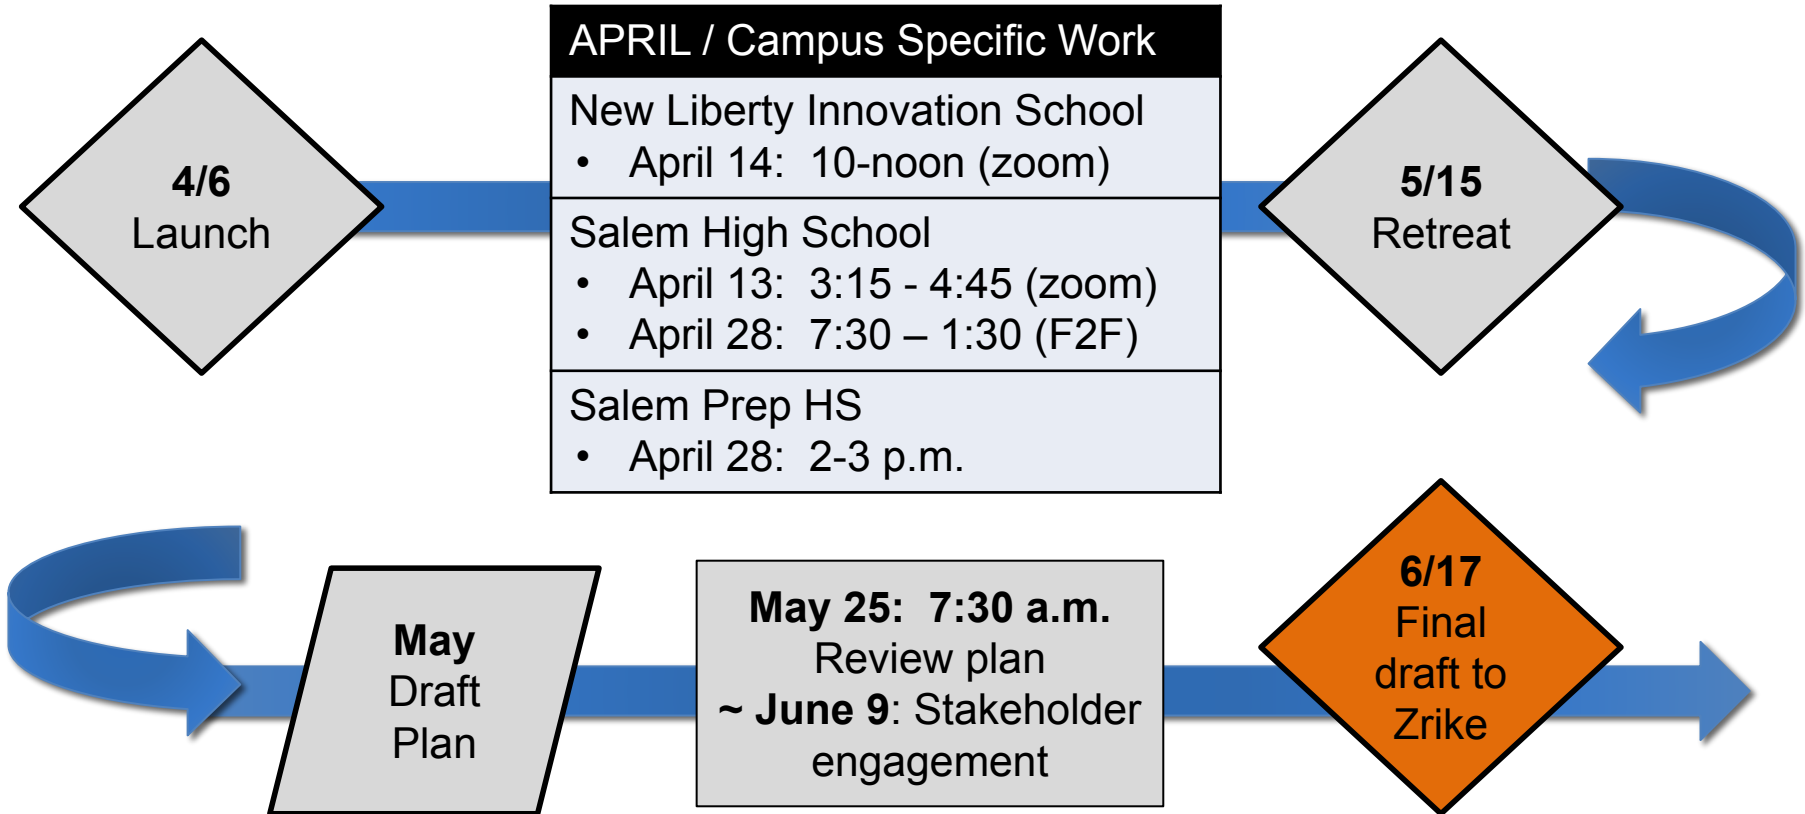 4/6
Launch
APRIL / Campus Specific Work
New Liberty Innovation School
• April 14:  10-noon (zoom)
Salem High School
• April 13:  3:15 - 4:45 (zoom)
• April 28:  7:30 – 1:30 (F2F)
Salem Prep HS
• April 28:  2-3 p.m.
5/15
Retreat
May
Draft
Plan
May 25:  7:30 a.m.
Review plan
~ June 9: Stakeholder
engagement
6/17
Final
draft to
Zrike